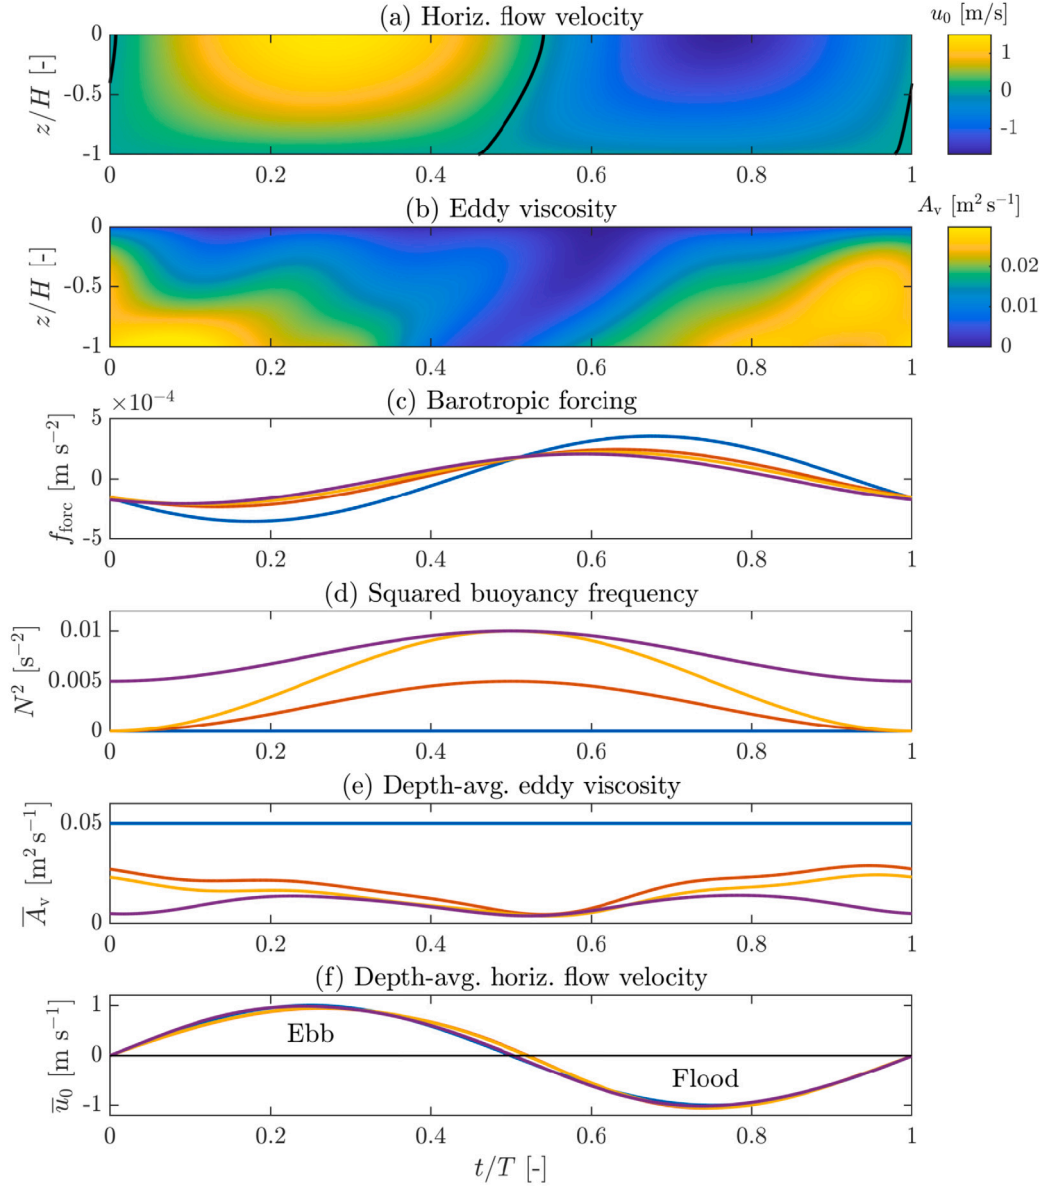 (a) Horiz. flow velocity
u₀ [m/s]
z/H [-]
0
-0.5
-1
0 0.2 0.4 0.6 0.8 1
1
0
-1
(b) Eddy viscosity
Aᵥ [m² s⁻¹]
z/H [-]
0
-0.5
-1
0 0.2 0.4 0.6 0.8 1
0.02
0.01
0
(c) Barotropic forcing
×10⁻⁴
f_forc [m s⁻²]
5
0
-5
0 0.2 0.4 0.6 0.8 1
(d) Squared buoyancy frequency
N² [s⁻²]
0.01
0.005
0
0 0.2 0.4 0.6 0.8 1
(e) Depth-avg. eddy viscosity
A̅ᵥ [m² s⁻¹]
0.05
0
0 0.2 0.4 0.6 0.8 1
(f) Depth-avg. horiz. flow velocity
u̅₀ [m s⁻¹]
1
0
-1
Ebb
Flood
0 0.2 0.4 0.6 0.8 1
t/T [-]